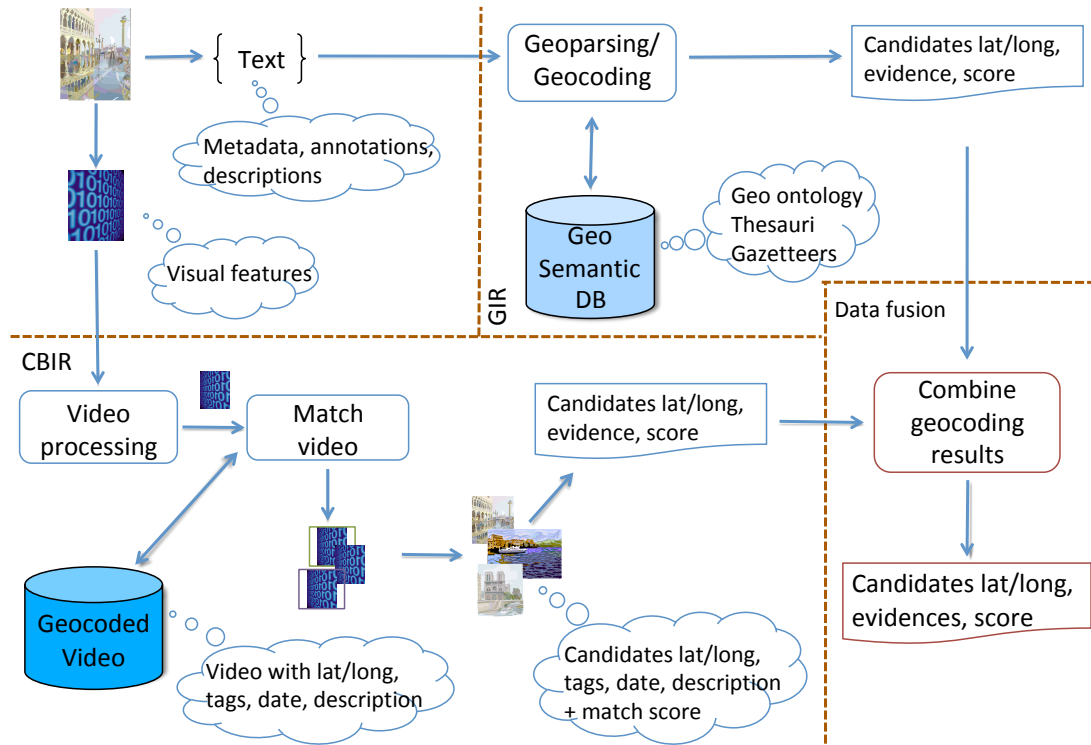 { Text }
Metadata, annotations,
descriptions
Visual features
Geoparsing/
Geocoding
Candidates lat/long,
evidence, score
Geo
Semantic
DB
Geo ontology
Thesauri
Gazetteers
GIR
Data fusion
CBIR
Video
processing
Match
video
Candidates lat/long,
evidence, score
Combine
geocoding
results
Geocoded
Video
Video with lat/long,
tags, date, description
Candidates lat/long,
tags, date, description
+ match score
Candidates lat/long,
evidences, score